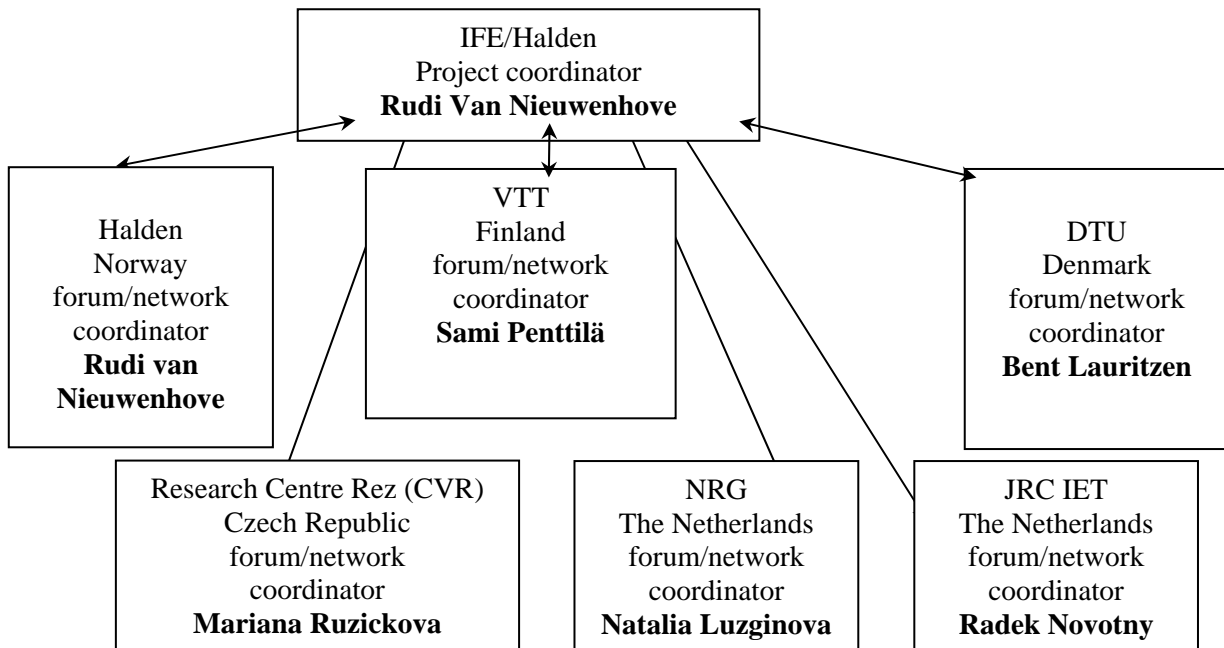 IFE/Halden
Project coordinator
Rudi Van Nieuwenhove
Halden
Norway
forum/network
coordinator
Rudi van
Nieuwenhove
VTT
Finland
forum/network
coordinator
Sami Penttilä
DTU
Denmark
forum/network
coordinator
Bent Lauritzen
Research Centre Rez (CVR)
Czech Republic
forum/network
coordinator
Mariana Ruzickova
NRG
The Netherlands
forum/network
coordinator
Natalia Luzginova
JRC IET
The Netherlands
forum/network
coordinator
Radek Novotny